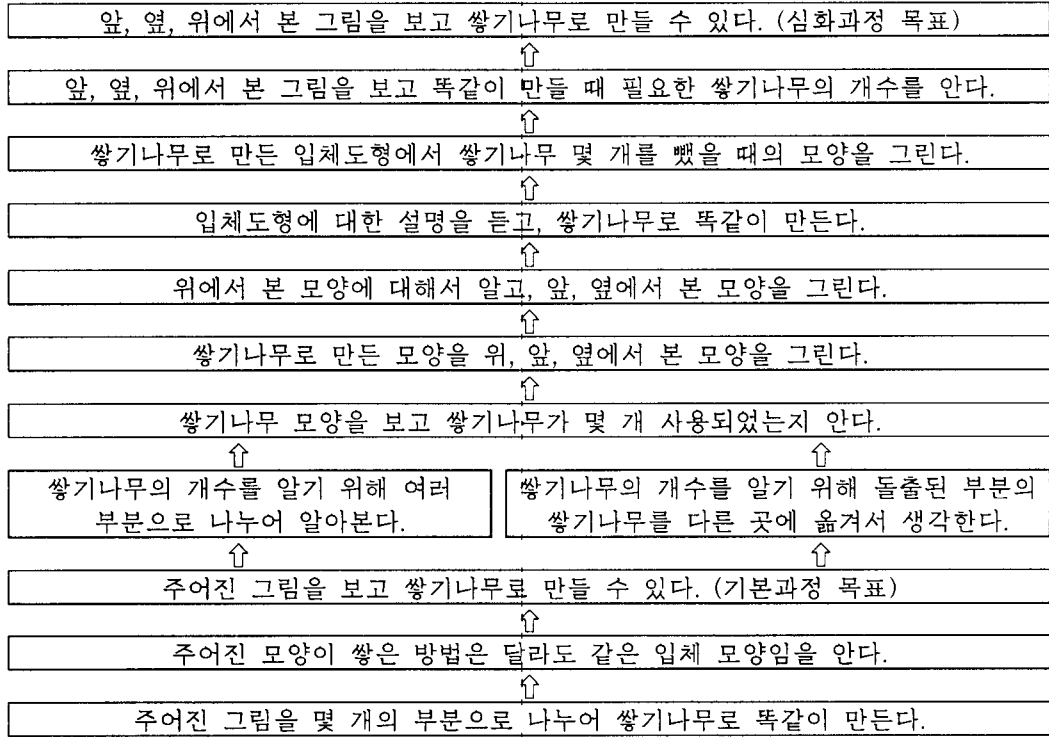 앞, 옆, 위에서 본 그림을 보고 쌓기나무로 만들 수 있다. (심화과정 목표)
앞, 옆, 위에서 본 그림을 보고 똑같이 만들 때 필요한 쌓기나무의 개수를 안다.
쌓기나무로 만든 입체도형에서 쌓기나무 몇 개를 뺐을 때의 모양을 그린다.
입체도형에 대한 설명을 듣고, 쌓기나무로 똑같이 만든다.
위에서 본 모양에 대해서 알고, 앞, 옆에서 본 모양을 그린다.
쌓기나무로 만든 모양을 위, 앞, 옆에서 본 모양을 그린다.
쌓기나무 모양을 보고 쌓기나무가 몇 개 사용되었는지 안다.
쌓기나무의 개수를 알기 위해 여러
부분으로 나누어 알아본다.
쌓기나무의 개수를 알기 위해 돌출된 부분의
쌓기나무를 다른 곳에 옮겨서 생각한다.
주어진 그림을 보고 쌓기나무로 만들 수 있다. (기본과정 목표)
주어진 모양이 쌓은 방법은 달라도 같은 입체 모양임을 안다.
주어진 그림을 몇 개의 부분으로 나누어 쌓기나무로 똑같이 만든다.